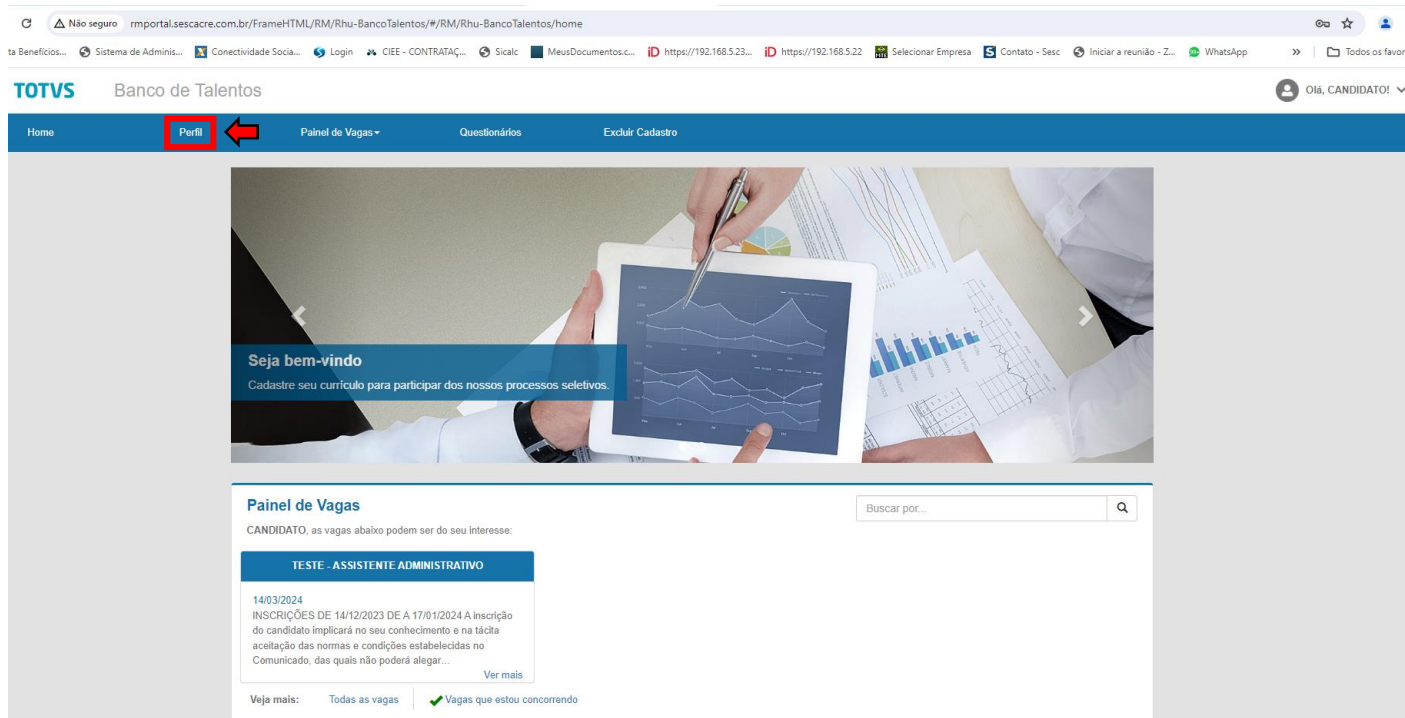 Não seguro rmportal.sescacre.com.br/FrameHTML/RM/Rhu-BancoTalentos/#/RM/Rhu-BancoTalentos/home
ta Benefícios... Sistema de Adminis... Conectividade Socia... Login CIEE - CONTRATAÇ... Sicalc MeusDocumentos.c... https://192.168.5.23... https://192.168.5.22 Selecionar Empresa Contato - Sesc Iniciar a reunião - Z... WhatsApp » Todos os favor
TOTVS Banco de Talentos Olá, CANDIDATO!
Home Perfil Painel de Vagas Questionários Excluir Cadastro
Seja bem-vindo
Cadastre seu currículo para participar dos nossos processos seletivos.
Painel de Vagas Buscar por...
CANDIDATO, as vagas abaixo podem ser do seu interesse:
TESTE - ASSISTENTE ADMINISTRATIVO
14/03/2024
INSCRIÇÕES DE 14/12/2023 DE A 17/01/2024 A inscrição
do candidato implicará no seu conhecimento e na tácita
aceitação das normas e condições estabelecidas no
Comunicado, das quais não poderá alegar...
Ver mais
Veja mais: Todas as vagas Vagas que estou concorrendo